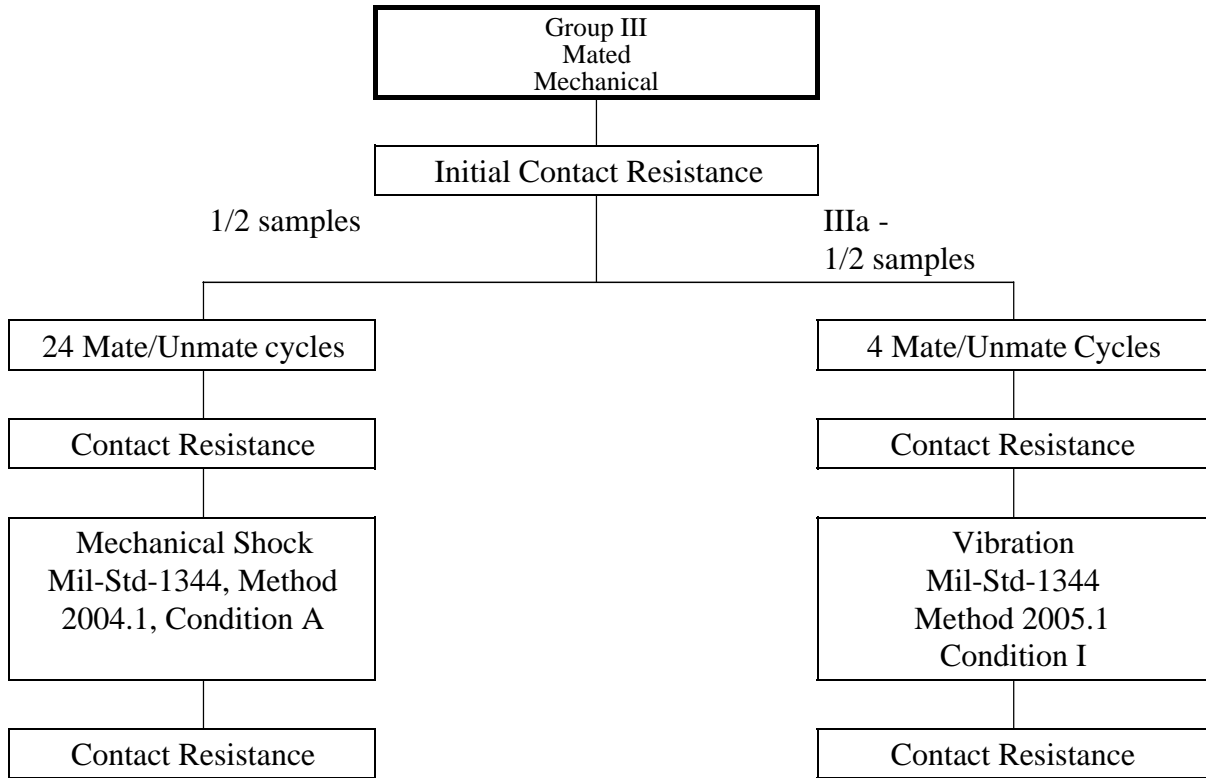 Group III
Mated
Mechanical
Initial Contact Resistance
1/2 samples
IIIa -
1/2 samples
24 Mate/Unmate cycles
4 Mate/Unmate Cycles
Contact Resistance
Contact Resistance
Mechanical Shock
Mil-Std-1344, Method
2004.1, Condition A
Vibration
Mil-Std-1344
Method 2005.1
Condition I
Contact Resistance
Contact Resistance